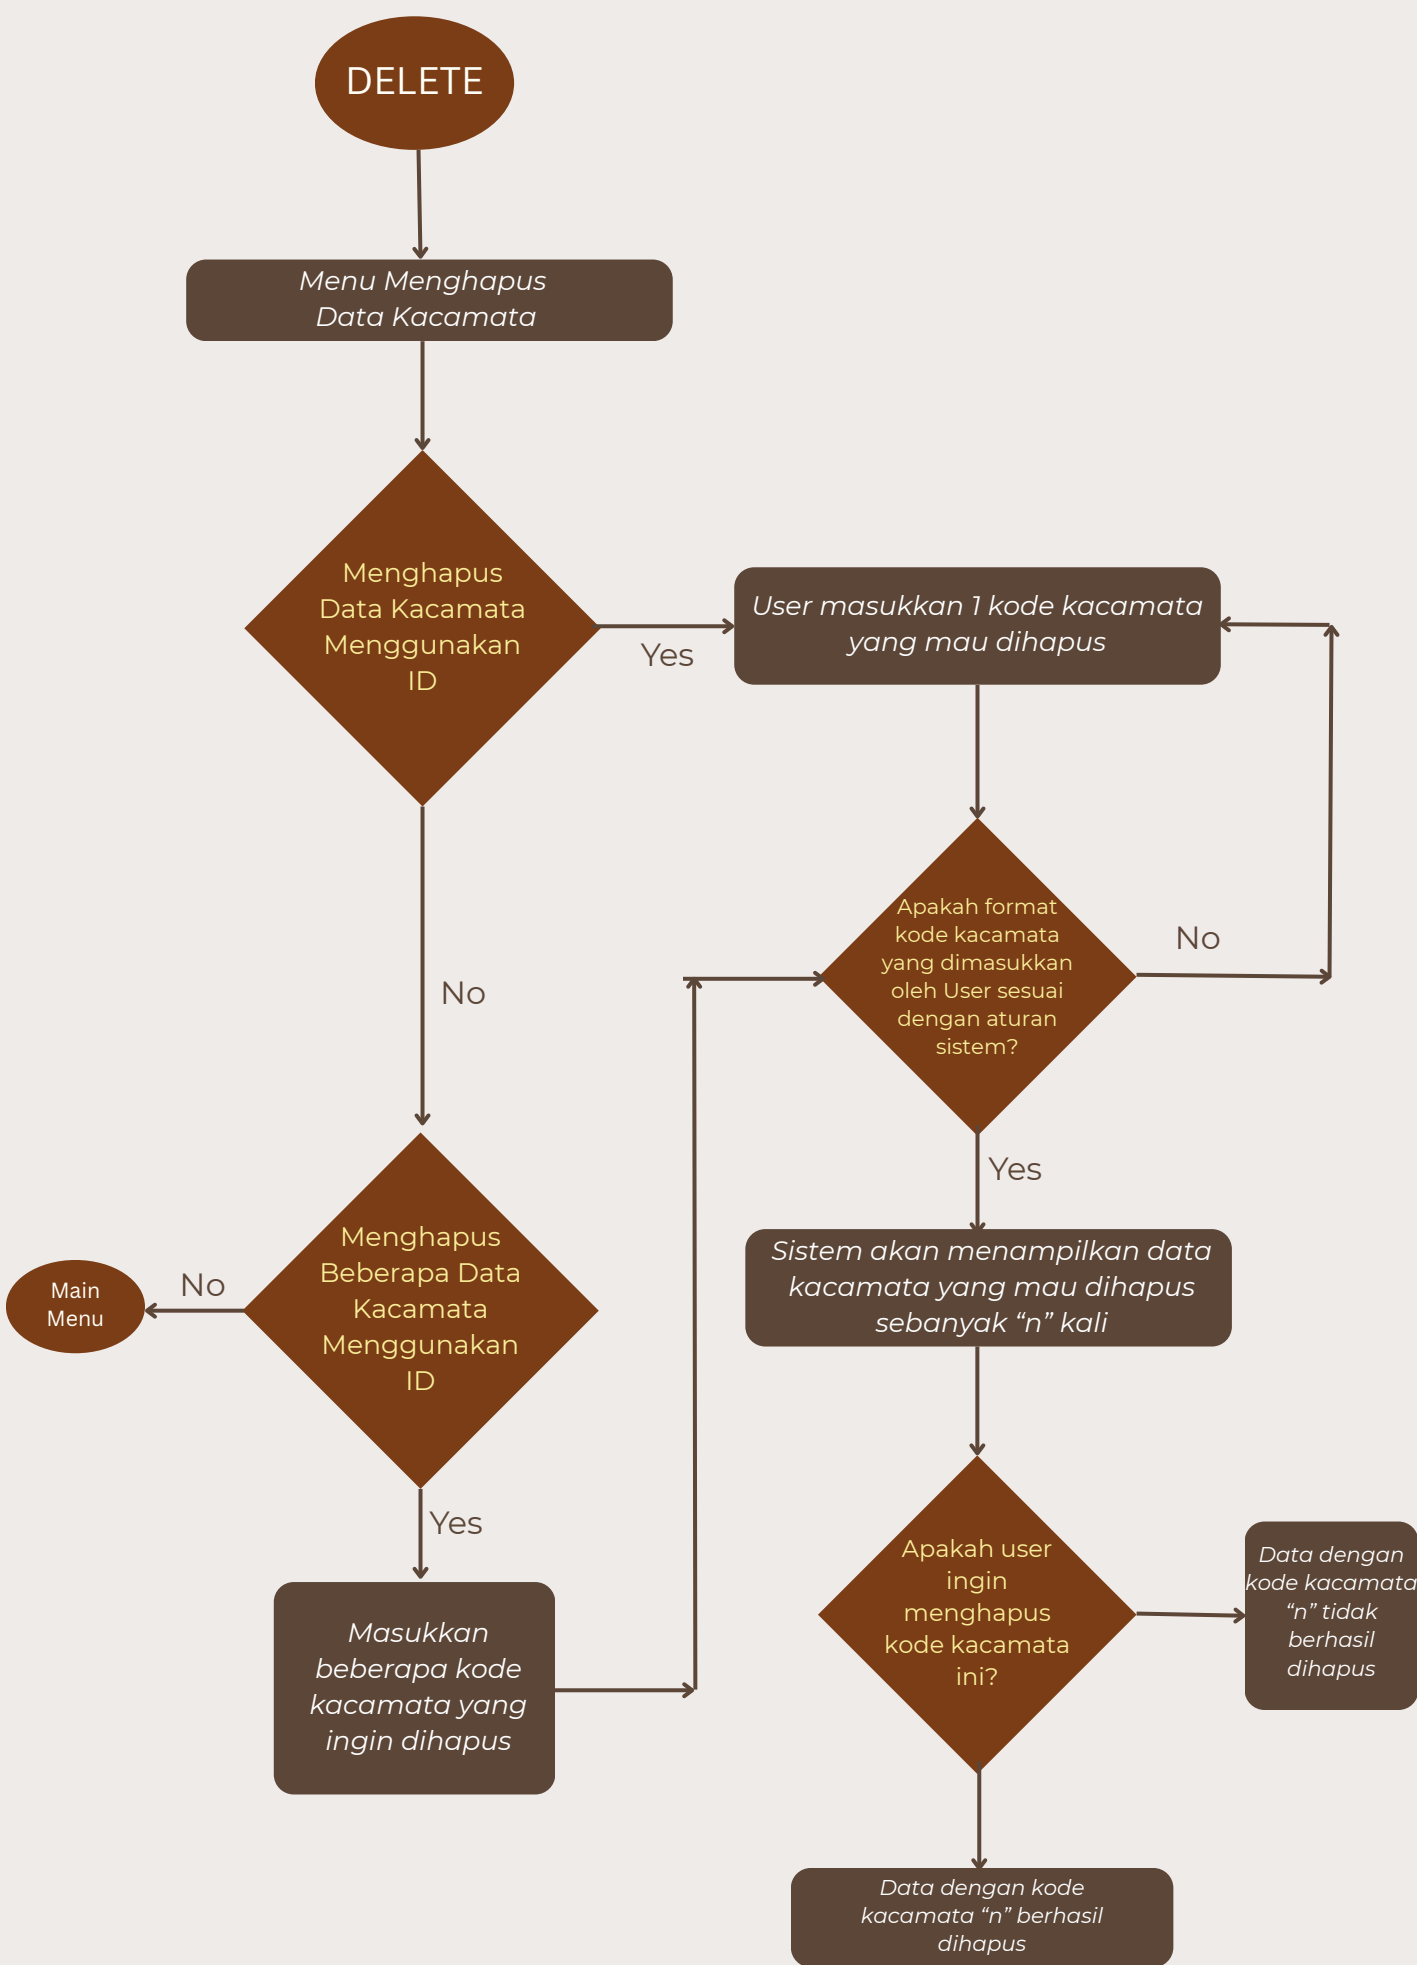 DELETE
Menu Menghapus
Data Kacamata
Menghapus
Data Kacamata
Menggunakan
ID
Yes
User masukkan 1 kode kacamata
yang mau dihapus
Apakah format
kode kacamata
yang dimasukkan
oleh User sesuai
dengan aturan
sistem?
No
No
Yes
Sistem akan menampilkan data
kacamata yang mau dihapus
sebanyak “n” kali
Menghapus
Beberapa Data
Kacamata
Menggunakan
ID
No
Main
Menu
Yes
Masukkan
beberapa kode
kacamata yang
ingin dihapus
Apakah user
ingin
menghapus
kode kacamata
ini?
Data dengan
kode kacamata
“n” tidak
berhasil
dihapus
Data dengan kode
kacamata “n” berhasil
dihapus